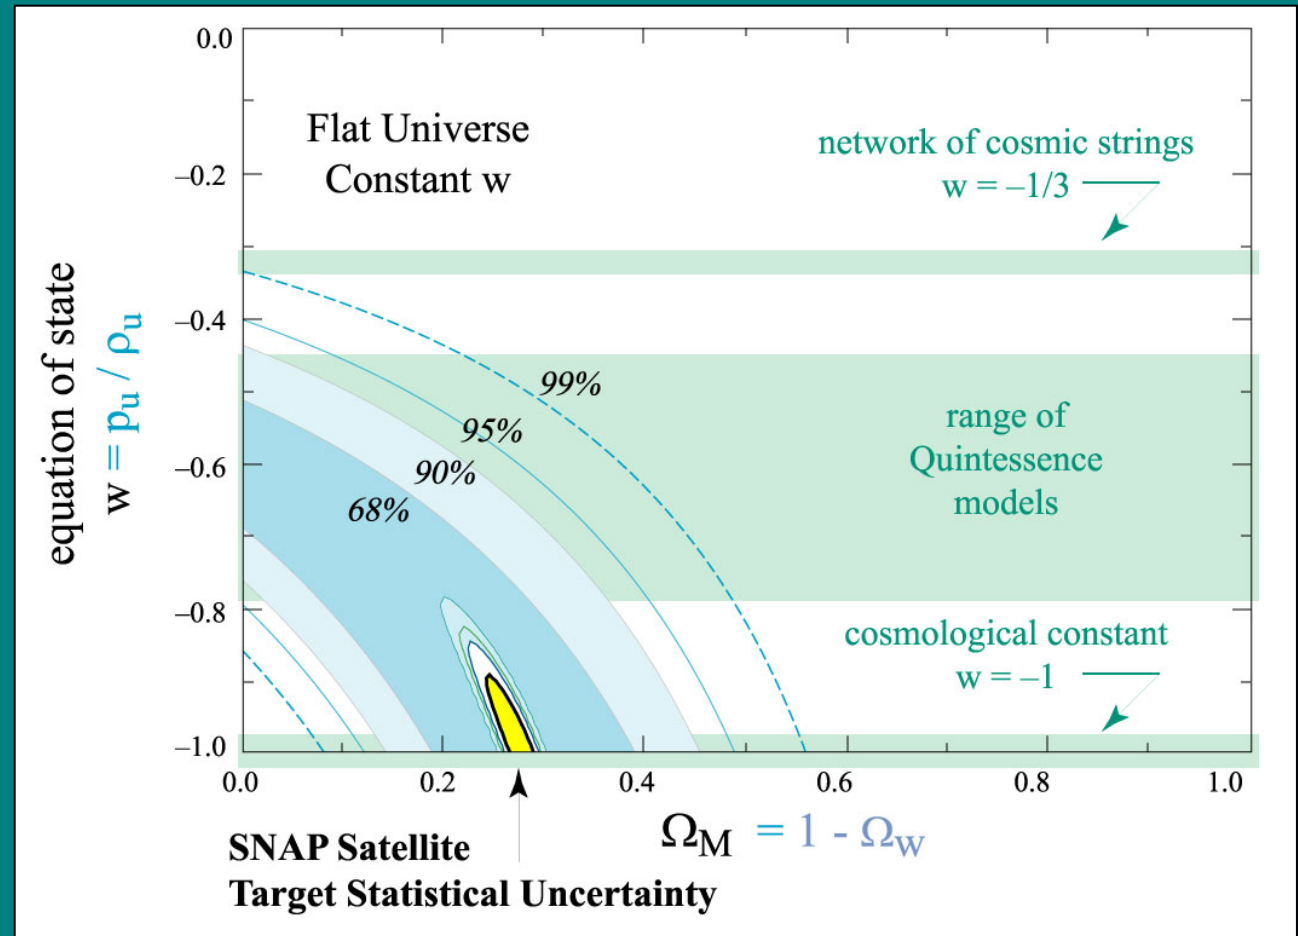 0.0
–0.2
–0.4
–0.6
–0.8
–1.0
equation of state
w = pu / ρu
Flat Universe
Constant w
network of cosmic strings
w = –1/3
99%
95%
90%
68%
range of
Quintessence
models
cosmological constant
w = –1
0.0 0.2 0.4 0.6 0.8 1.0
ΩM = 1 - Ωw
SNAP Satellite
Target Statistical Uncertainty